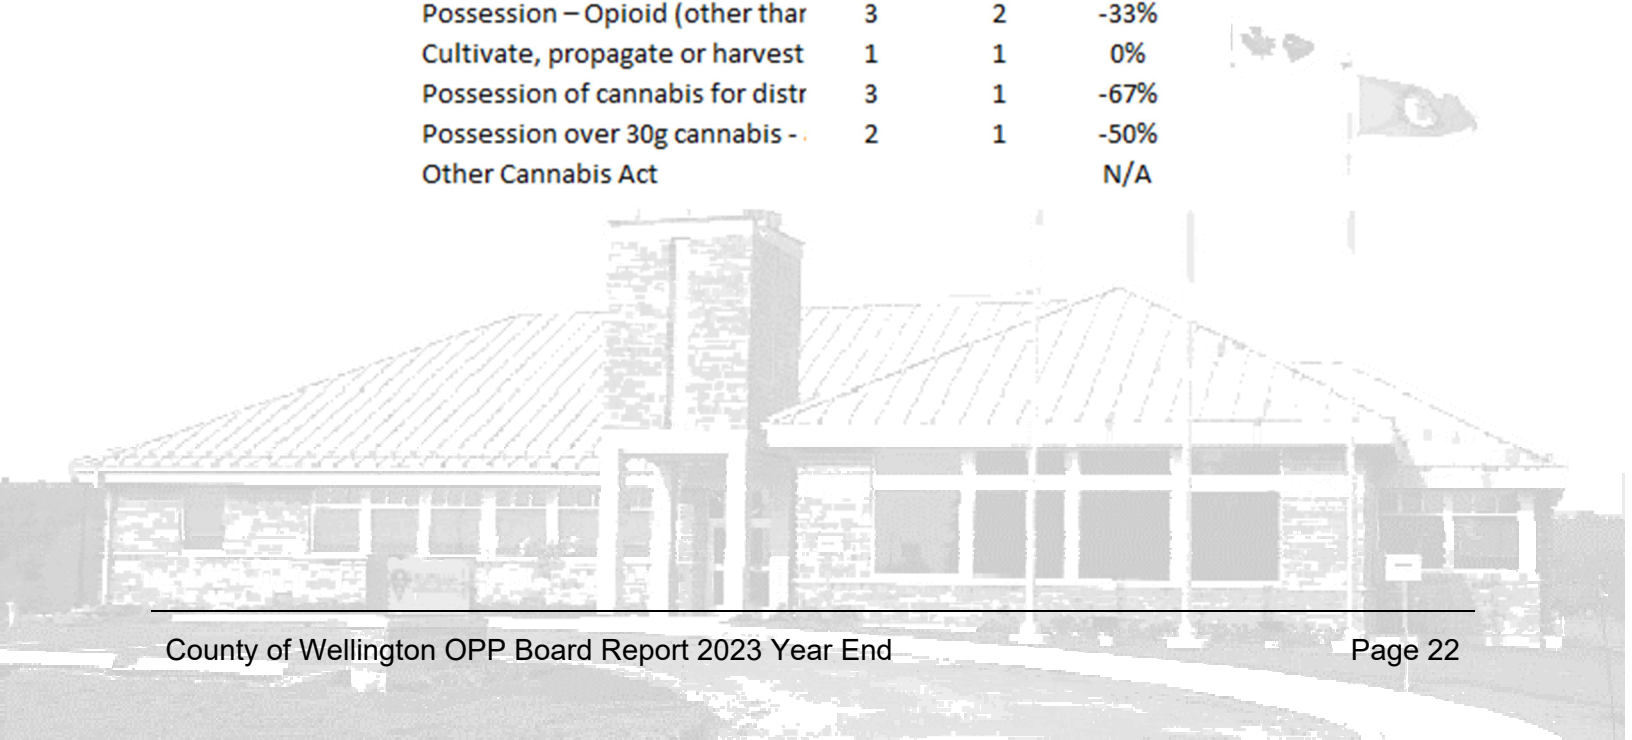 Possession – Opioid (other than 3 2 -33%
Cultivate, propagate or harvest 1 1 0%
Possession of cannabis for distr 3 1 -67%
Possession over 30g cannabis - 2 1 -50%
Other Cannabis Act N/A
County of Wellington OPP Board Report 2023 Year End Page 22